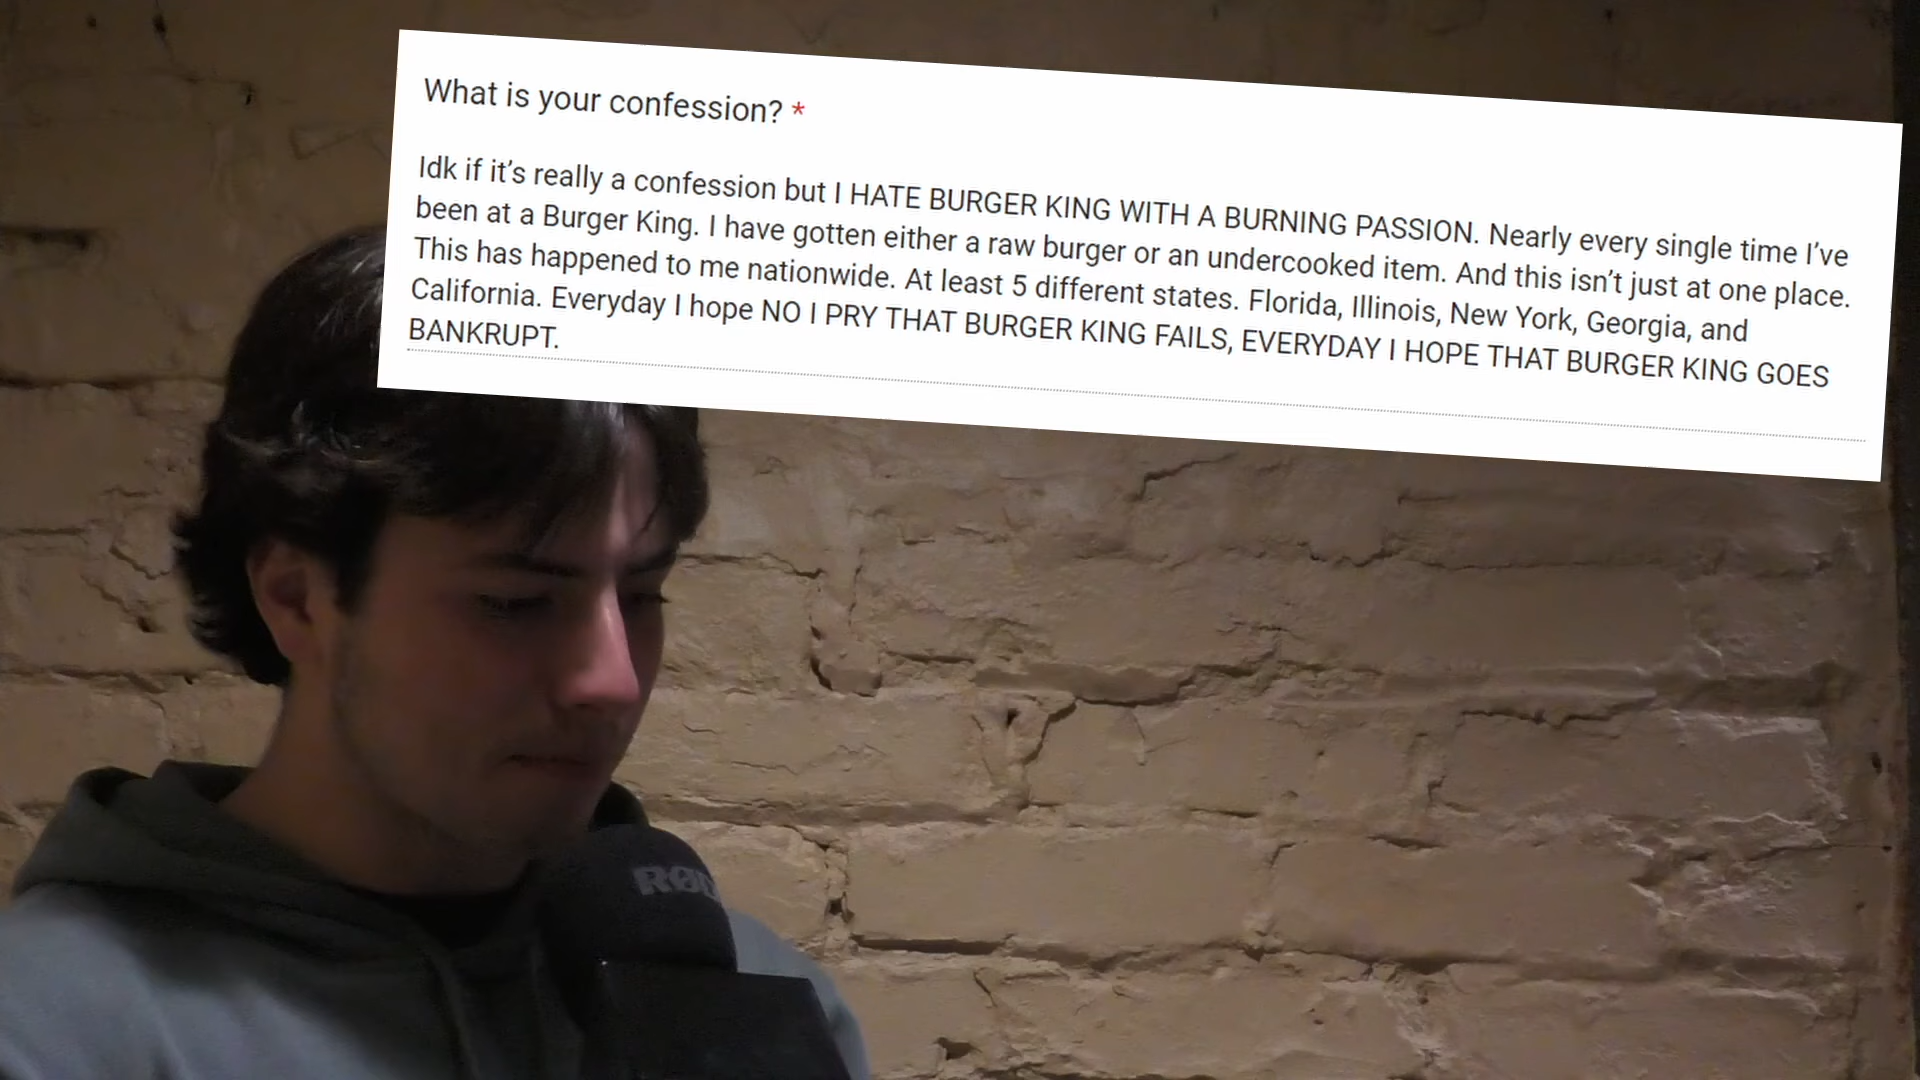 What is your confession? *
Idk if it’s really a confession but I HATE BURGER KING WITH A BURNING PASSION. Nearly every single time I’ve
been at a Burger King. I have gotten either a raw burger or an undercooked item. And this isn’t just at one place.
This has happened to me nationwide. At least 5 different states. Florida, Illinois, New York, Georgia, and
California. Everyday I hope NO I PRY THAT BURGER KING FAILS, EVERYDAY I HOPE THAT BURGER KING GOES
BANKRUPT.